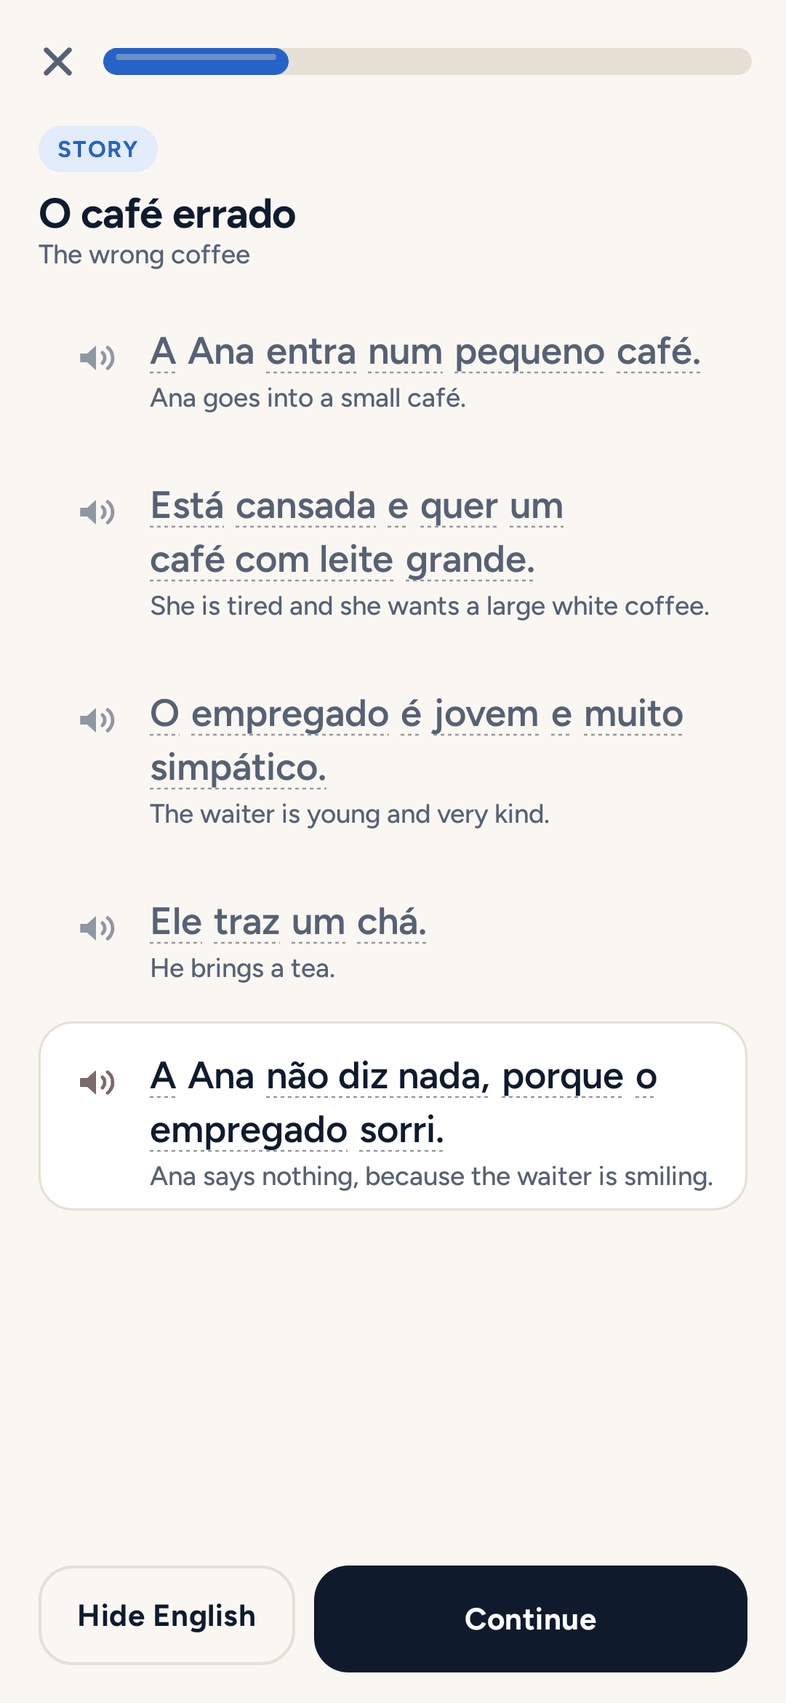 STORY
O café errado
The wrong coffee
A Ana entra num pequeno café.
Ana goes into a small café.
Está cansada e quer um
café com leite grande.
She is tired and she wants a large white coffee.
O empregado é jovem e muito
simpático.
The waiter is young and very kind.
Ele traz um chá.
He brings a tea.
A Ana não diz nada, porque o
empregado sorri.
Ana says nothing, because the waiter is smiling.
Hide English
Continue